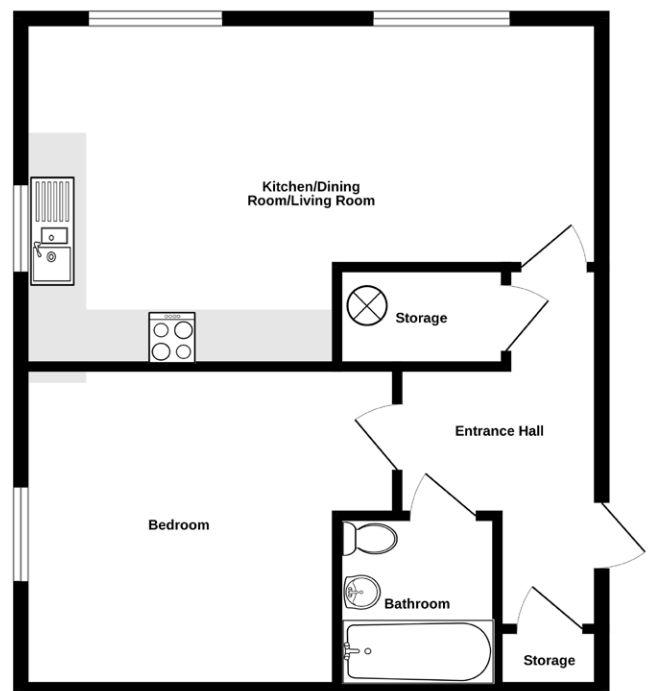 Kitchen/Dining
Room/Living Room
Storage
Entrance Hall
Bedroom
Bathroom
Storage